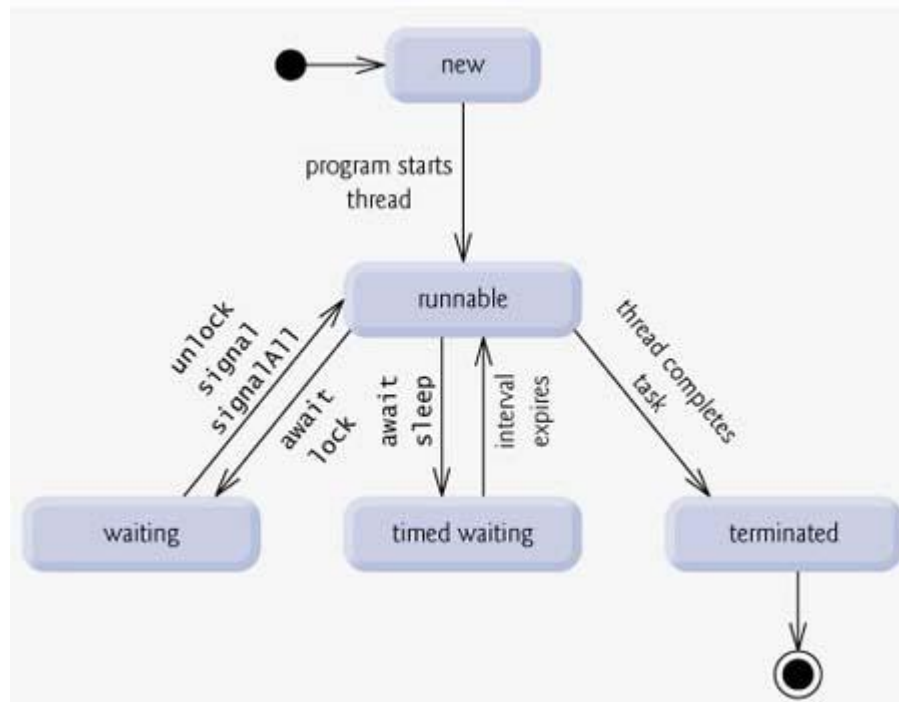 new
program starts
thread
runnable
unlock
signal
signalAll
await
lock
await
sleep
interval
expires
thread completes
task
waiting
timed waiting
terminated